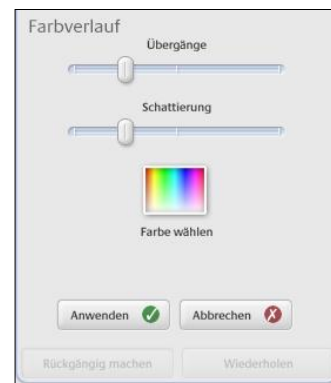 Farbverlauf
Übergänge
Schattierung
Farbe wählen
Anwenden Abbrechen
Rückgängig machen Wiederholen